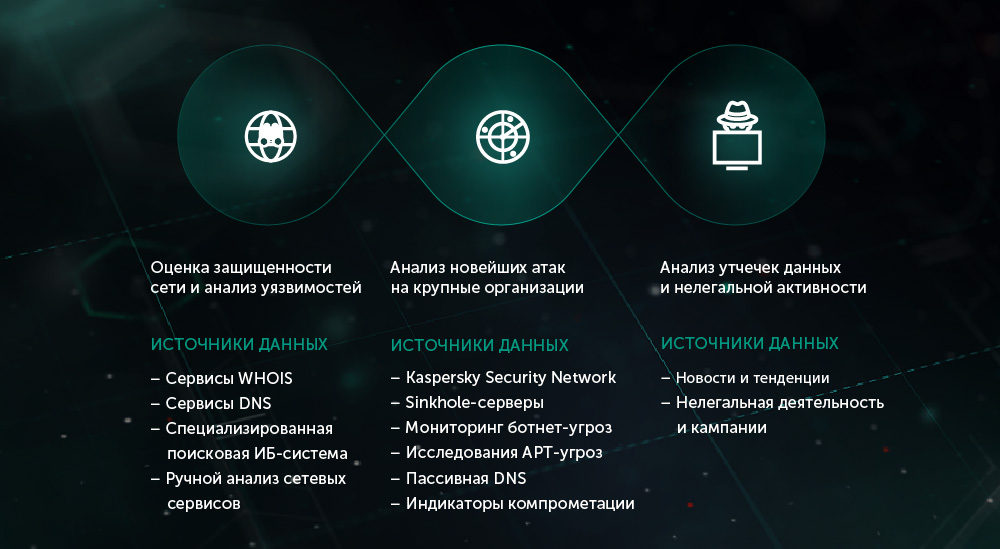 Оценка защищенности
сети и анализ уязвимостей
ИСТОЧНИКИ ДАННЫХ
– Сервисы WHOIS
– Сервисы DNS
– Специализированная
поисковая ИБ-система
– Ручной анализ сетевых
сервисов
Анализ новейших атак
на крупные организации
ИСТОЧНИКИ ДАННЫХ
– Kaspersky Security Network
– Sinkhole-серверы
– Мониторинг ботнет-угроз
– Исследования APT-угроз
– Пассивная DNS
– Индикаторы компрометации
Анализ утчечек данных
и нелегальной активности
ИСТОЧНИКИ ДАННЫХ
– Новости и тенденции
– Нелегальная деятельность
и кампании